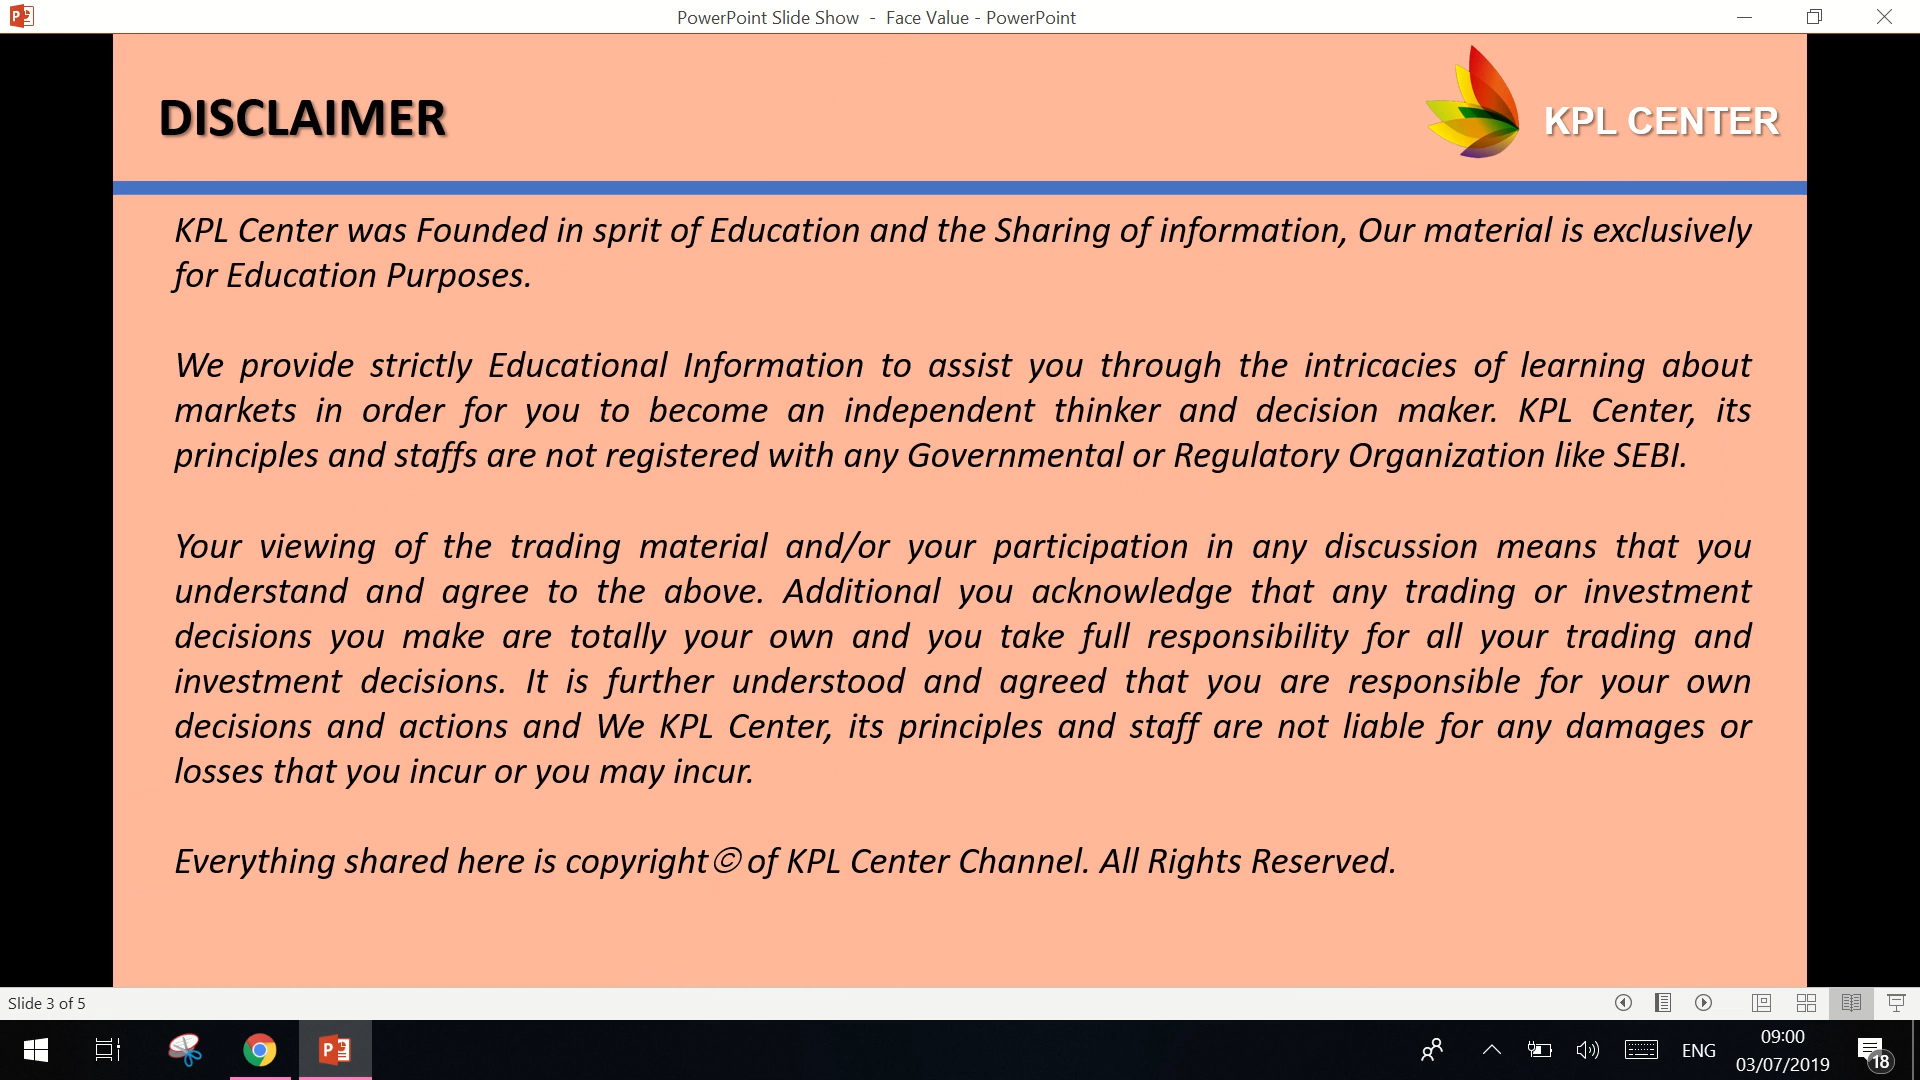 PowerPoint Slide Show - Face Value - PowerPoint
DISCLAIMER
KPL CENTER
KPL Center was Founded in sprit of Education and the Sharing of information, Our material is exclusively
for Education Purposes.
We provide strictly Educational Information to assist you through the intricacies of learning about
markets in order for you to become an independent thinker and decision maker. KPL Center, its
principles and staffs are not registered with any Governmental or Regulatory Organization like SEBI.
Your viewing of the trading material and/or your participation in any discussion means that you
understand and agree to the above. Additional you acknowledge that any trading or investment
decisions you make are totally your own and you take full responsibility for all your trading and
investment decisions. It is further understood and agreed that you are responsible for your own
decisions and actions and We KPL Center, its principles and staff are not liable for any damages or
losses that you incur or you may incur.
Everything shared here is copyright© of KPL Center Channel. All Rights Reserved.
Slide 3 of 5
ENG
09:00
03/07/2019
18